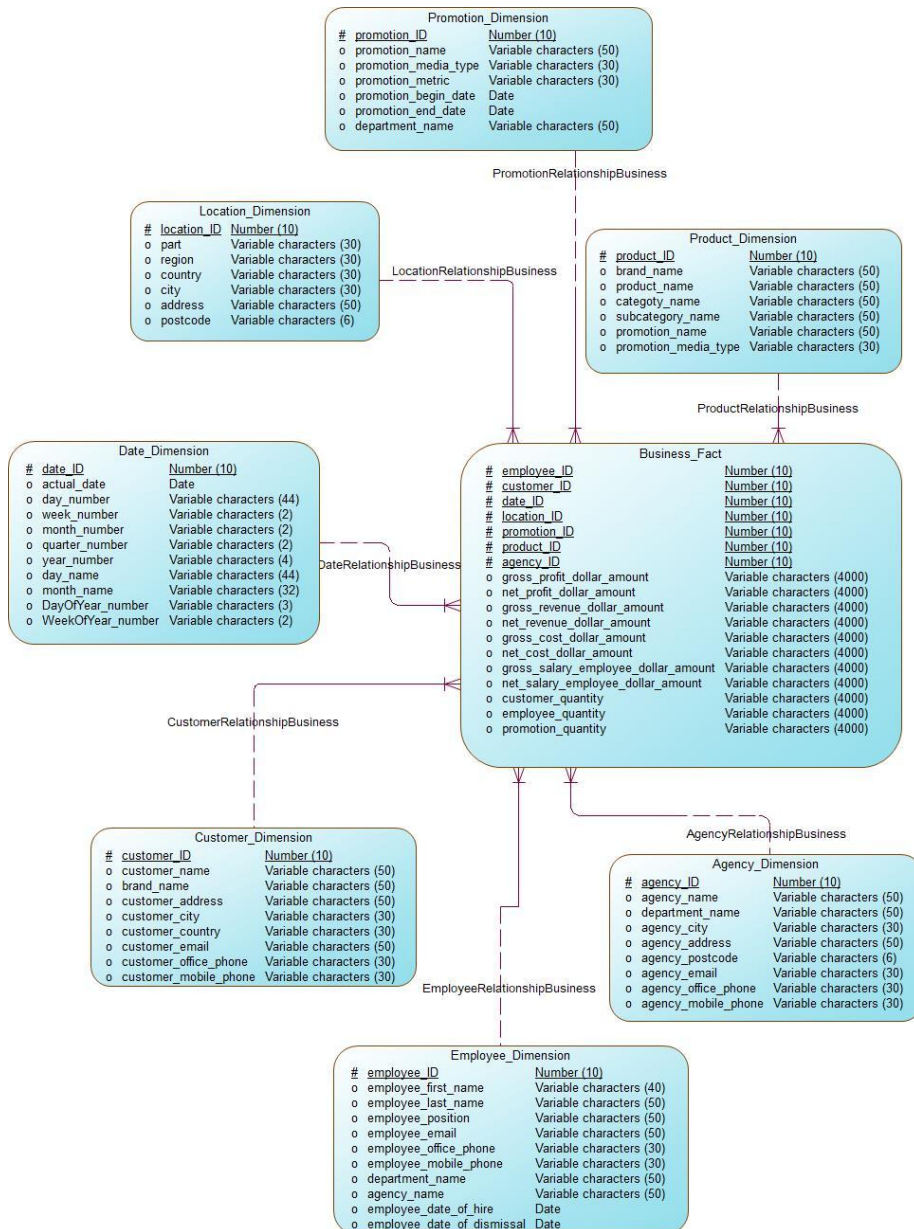 Promotion_Dimension
# promotion_ID Number (10)
o promotion_name Variable characters (50)
o promotion_media_type Variable characters (30)
o promotion_metric Variable characters (30)
o promotion_begin_date Date
o promotion_end_date Date
o department_name Variable characters (50)
PromotionRelationshipBusiness
Location_Dimension
# location_ID Number (10)
o part Variable characters (30)
o region Variable characters (30)
o country Variable characters (30)
o city Variable characters (30)
o address Variable characters (50)
o postcode Variable characters (6)
LocationRelationshipBusiness
Product_Dimension
# product_ID Number (10)
o brand_name Variable characters (50)
o product_name Variable characters (50)
o categoty_name Variable characters (50)
o subcategory_name Variable characters (50)
o promotion_name Variable characters (50)
o promotion_media_type Variable characters (30)
ProductRelationshipBusiness
Date_Dimension
# date_ID Number (10)
o actual_date Date
o day_number Variable characters (44)
o week_number Variable characters (2)
o month_number Variable characters (2)
o quarter_number Variable characters (2)
o year_number Variable characters (4)
o day_name Variable characters (44)
o month_name Variable characters (32)
o DayOfYear_number Variable characters (3)
o WeekOfYear_number Variable characters (2)
DateRelationshipBusiness
Business_Fact
# employee_ID Number (10)
# customer_ID Number (10)
# date_ID Number (10)
# location_ID Number (10)
# promotion_ID Number (10)
# product_ID Number (10)
# agency_ID Number (10)
o gross_profit_dollar_amount Variable characters (4000)
o net_profit_dollar_amount Variable characters (4000)
o gross_revenue_dollar_amount Variable characters (4000)
o net_revenue_dollar_amount Variable characters (4000)
o gross_cost_dollar_amount Variable characters (4000)
o net_cost_dollar_amount Variable characters (4000)
o gross_salary_employee_dollar_amount Variable characters (4000)
o net_salary_employee_dollar_amount Variable characters (4000)
o customer_quantity Variable characters (4000)
o employee_quantity Variable characters (4000)
o promotion_quantity Variable characters (4000)
CustomerRelationshipBusiness
Customer_Dimension
# customer_ID Number (10)
o customer_name Variable characters (50)
o brand_name Variable characters (50)
o customer_address Variable characters (50)
o customer_city Variable characters (30)
o customer_country Variable characters (30)
o customer_email Variable characters (50)
o customer_office_phone Variable characters (30)
o customer_mobile_phone Variable characters (30)
AgencyRelationshipBusiness
Agency_Dimension
# agency_ID Number (10)
o agency_name Variable characters (50)
o department_name Variable characters (50)
o agency_city Variable characters (30)
o agency_address Variable characters (50)
o agency_postcode Variable characters (6)
o agency_email Variable characters (30)
o agency_office_phone Variable characters (30)
o agency_mobile_phone Variable characters (30)
EmployeeRelationshipBusiness
Employee_Dimension
# employee_ID Number (10)
o employee_first_name Variable characters (40)
o employee_last_name Variable characters (50)
o employee_position Variable characters (50)
o employee_email Variable characters (50)
o employee_office_phone Variable characters (30)
o employee_mobile_phone Variable characters (30)
o department_name Variable characters (50)
o agency_name Variable characters (50)
o employee_date_of_hire Date
o employee_date_of_dismissal Date